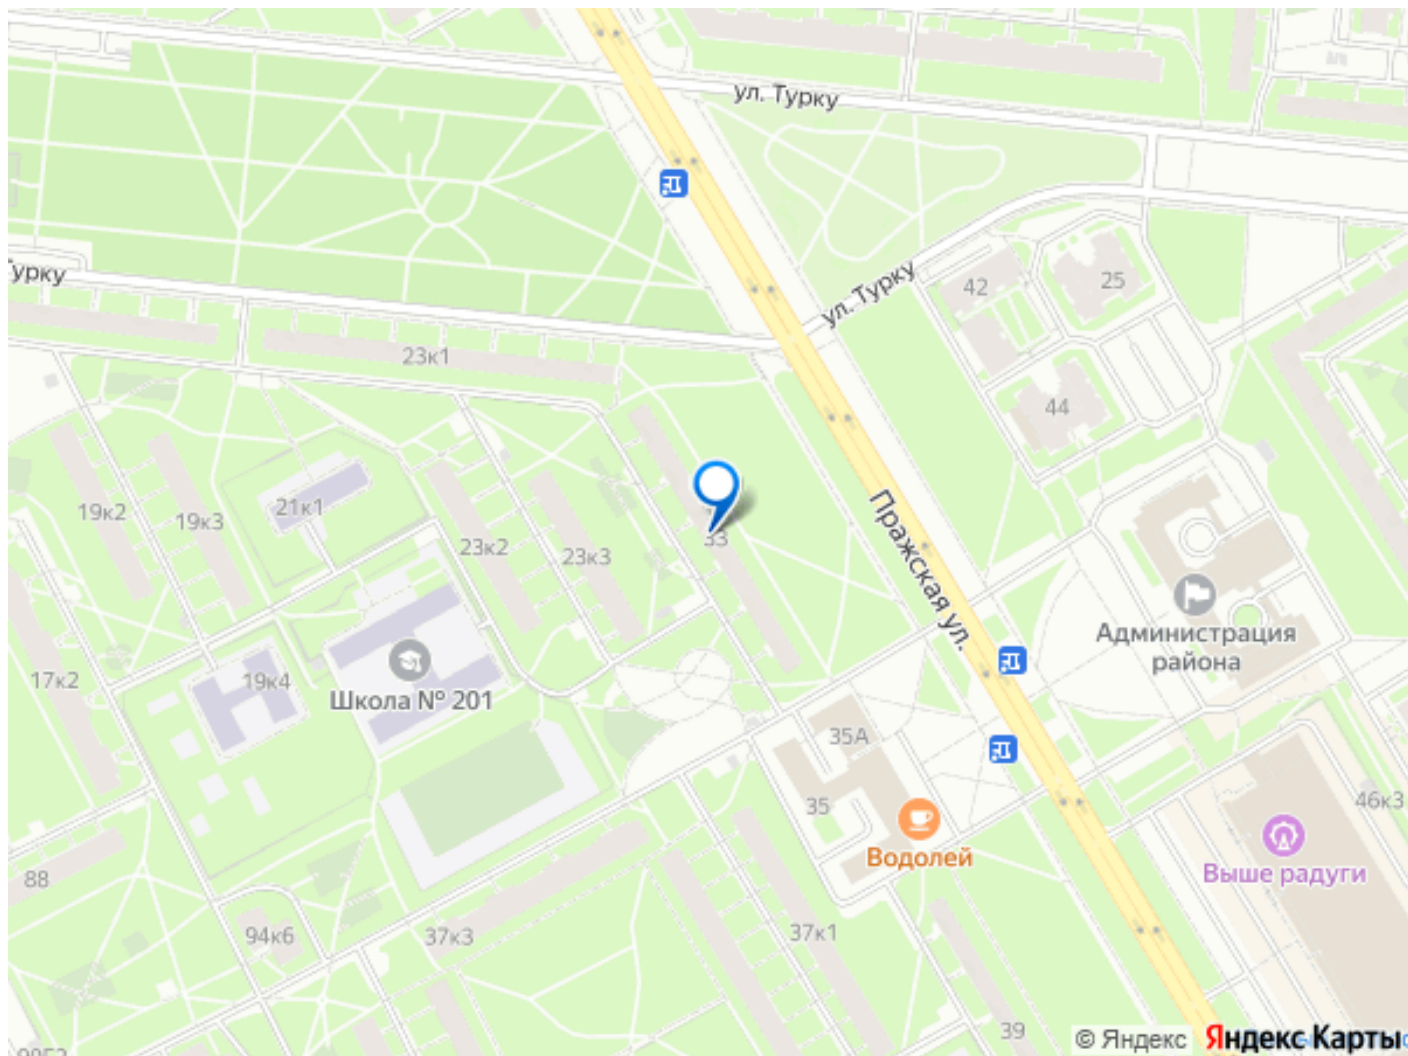 ул. Турку
Турку
ул. Турку
42
25
23к1
44
19к2
19к3
21к1
23к2
23к3
33
Пражская ул.
Администрация
района
17к2
19к4
Школа № 201
35А
35
Водолей
46к3
Выше радуги
88
94к6
37к3
37к1
39
© Яндекс
Яндекс Карты